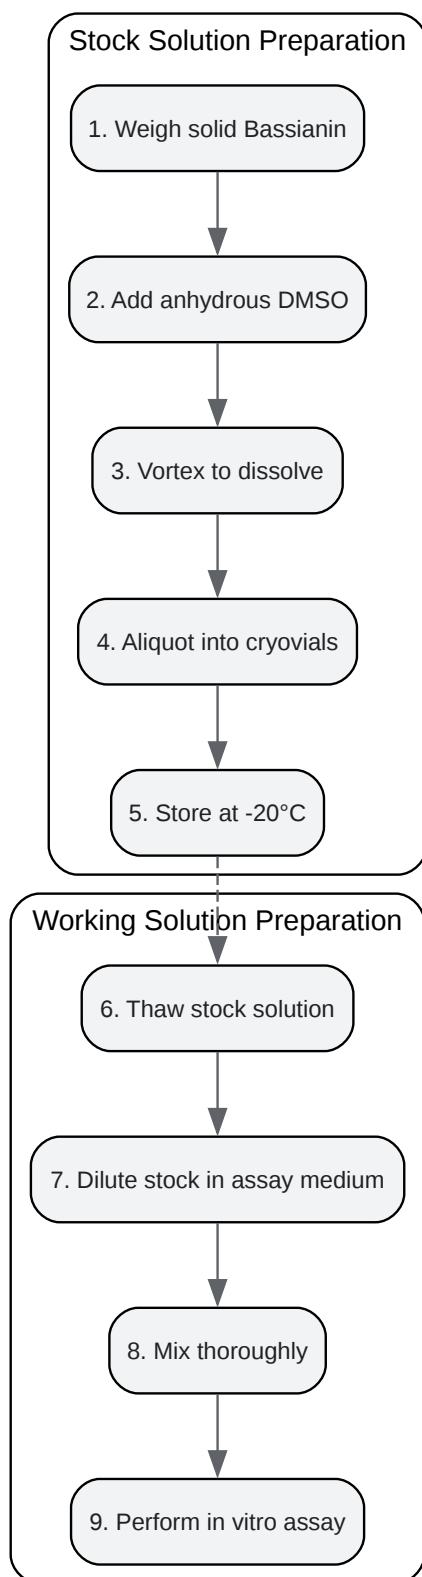 Stock Solution Preparation
1. Weigh solid Bassianin
2. Add anhydrous DMSO
3. Vortex to dissolve
4. Aliquot into cryovials
5. Store at -20°C
Working Solution Preparation
6. Thaw stock solution
7. Dilute stock in assay medium
8. Mix thoroughly
9. Perform in vitro assay